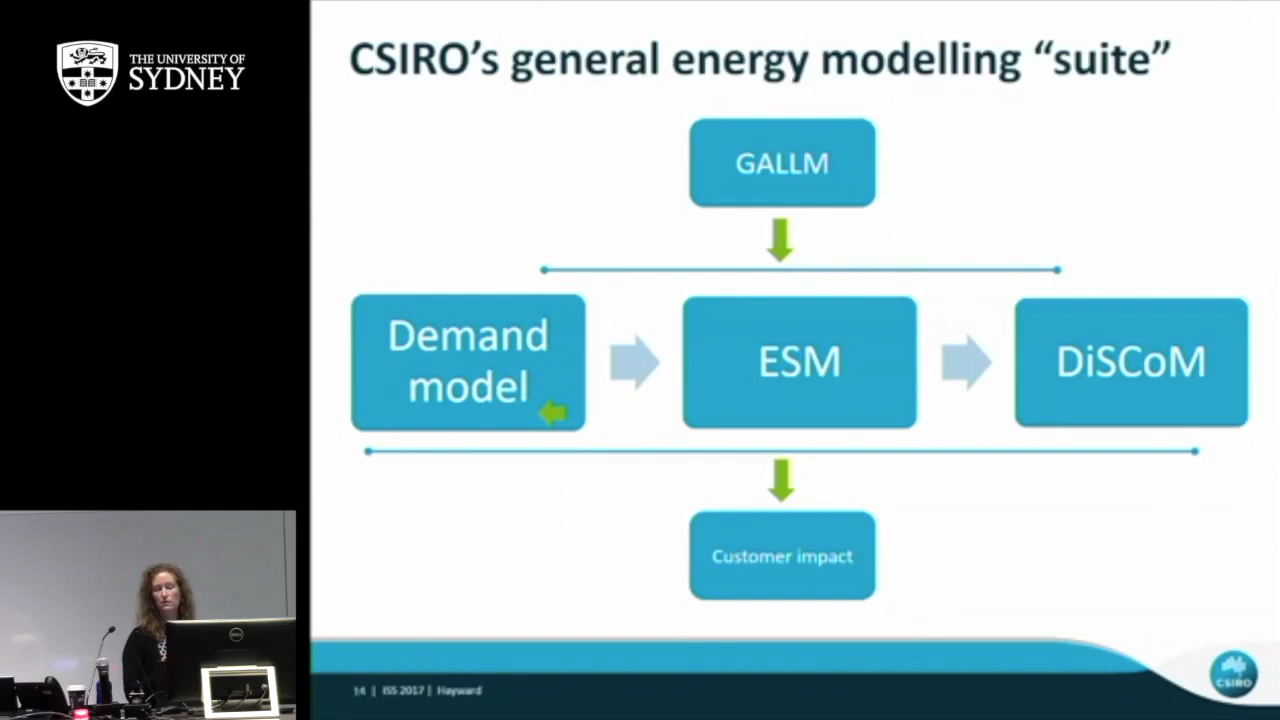 THE UNIVERSITY OF
SYDNEY
CSIRO’s general energy modelling “suite”
GALLM
Demand
model
ESM
DiSCoM
Customer impact
14 | ISS 2017 | Hayward
CSIRO
DELL